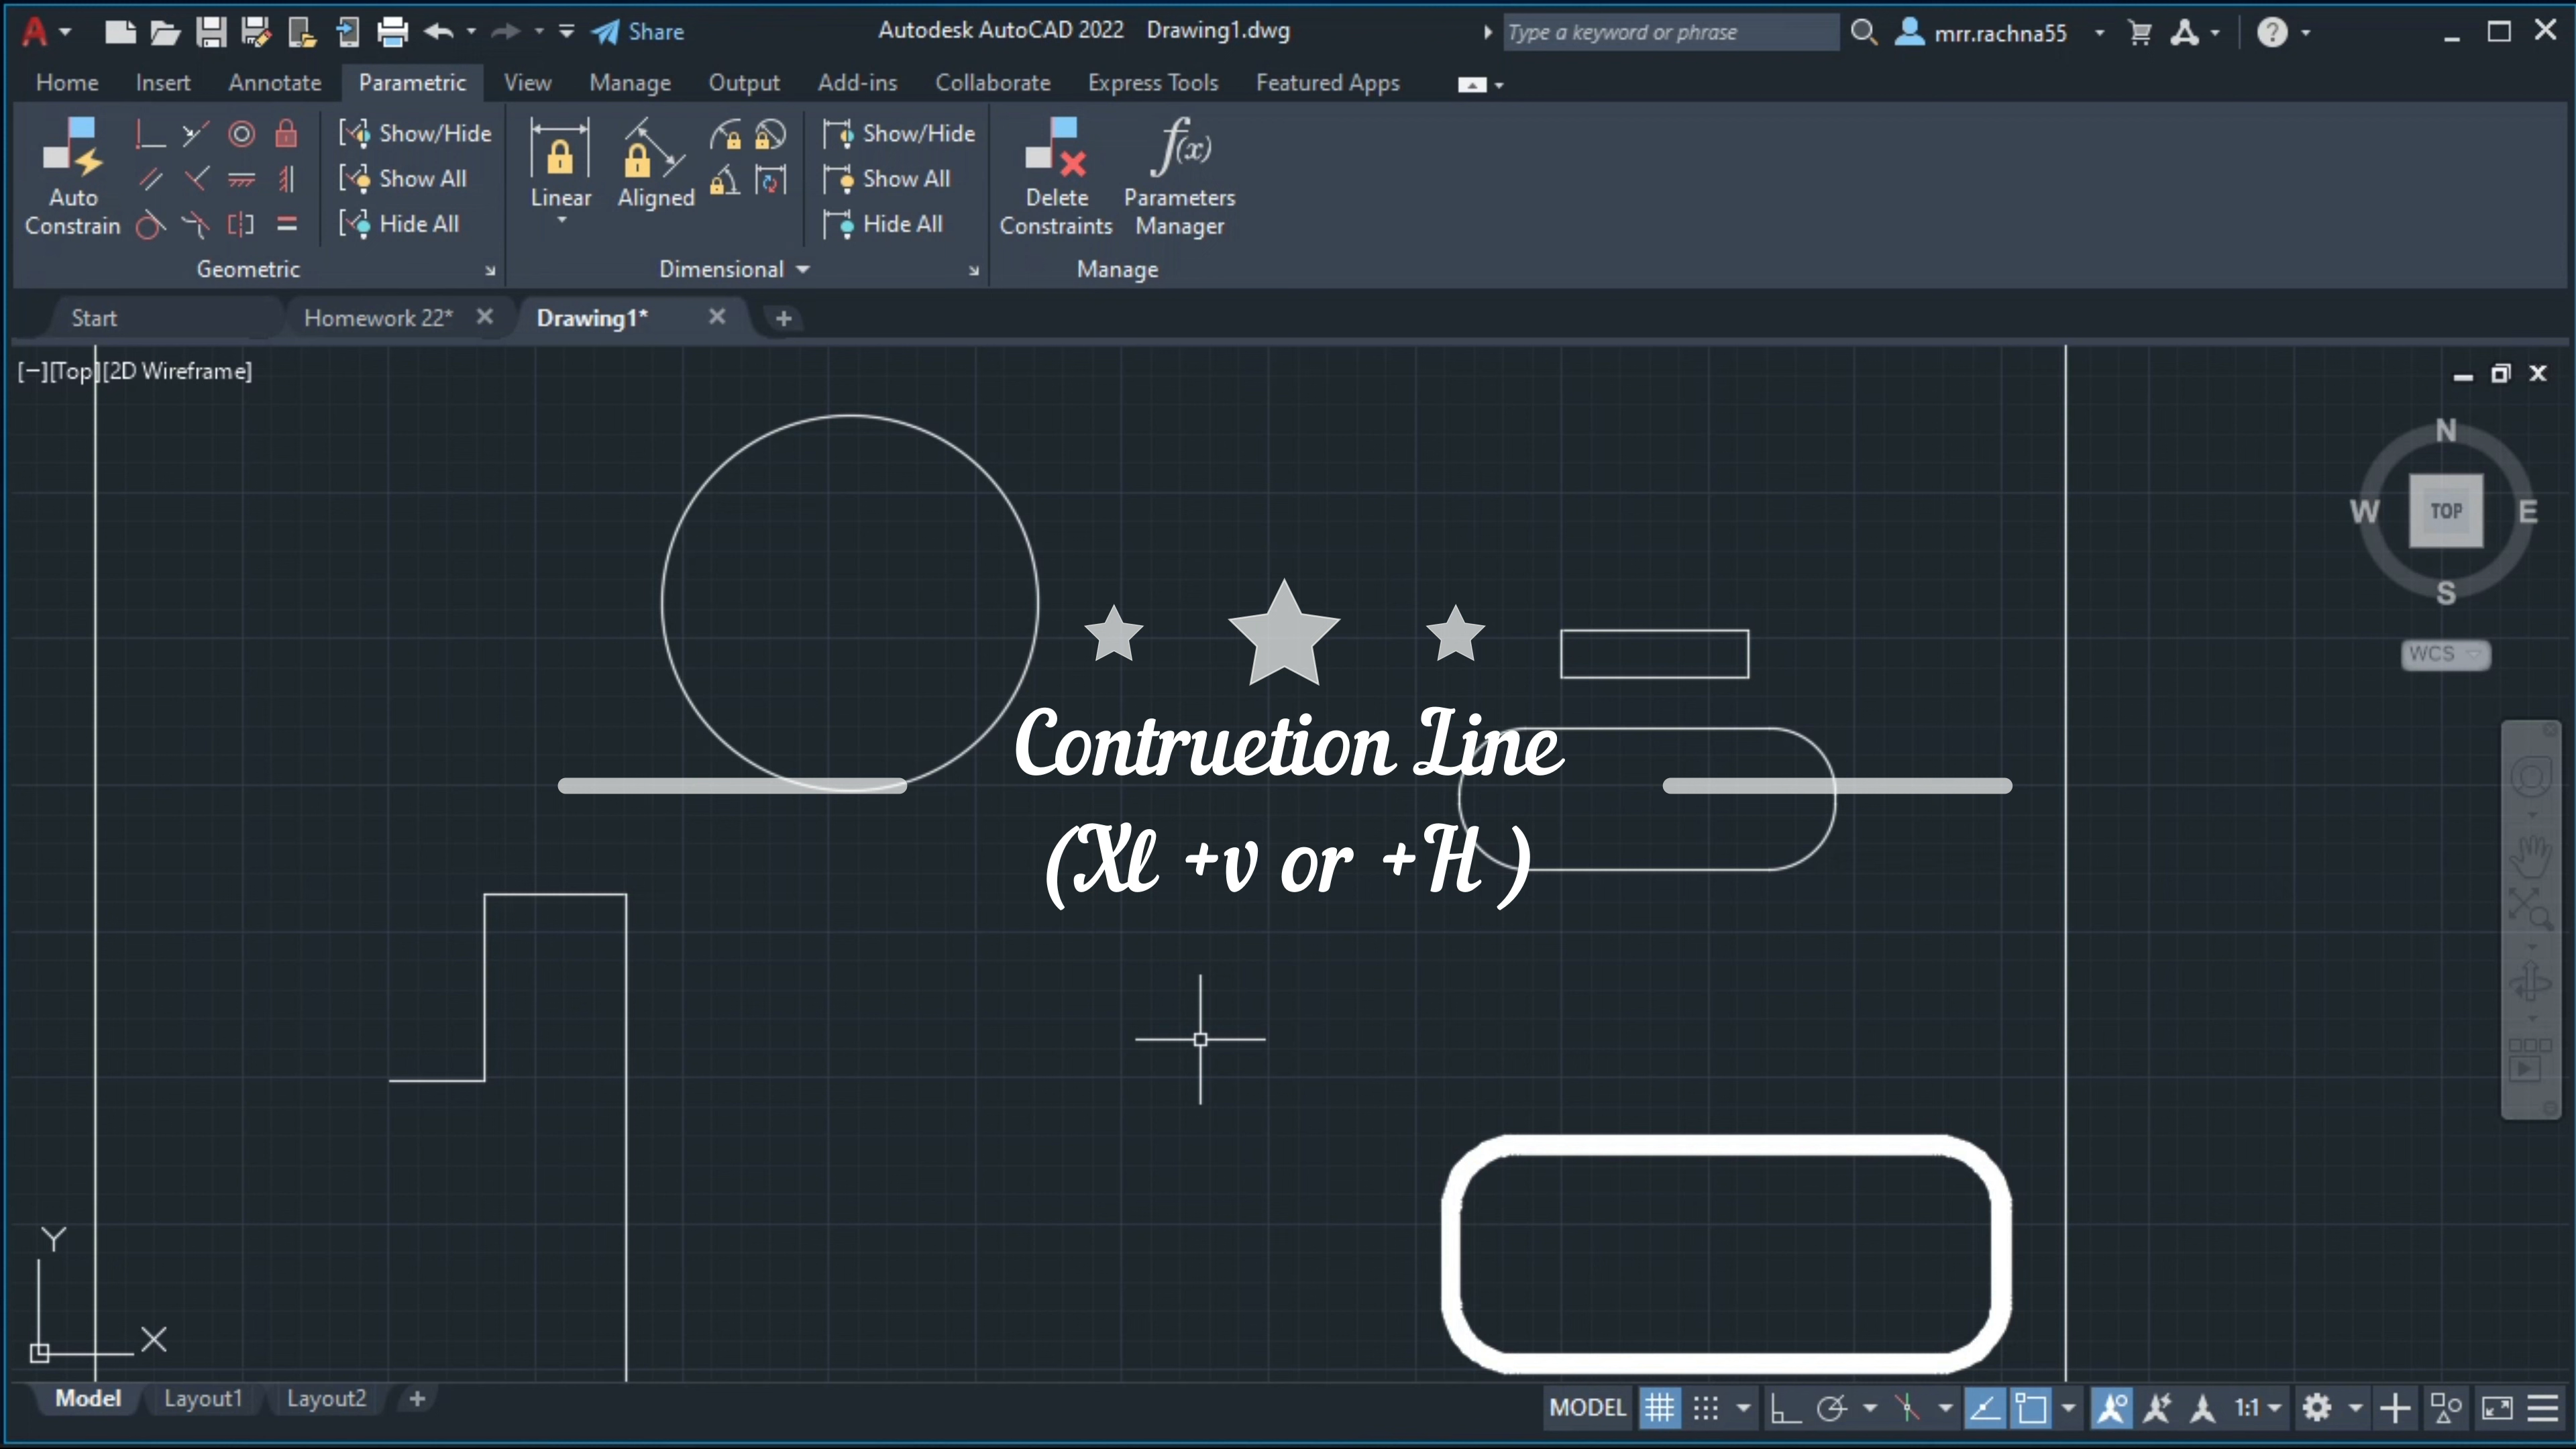 Share
Autodesk AutoCAD 2022 Drawing1.dwg
Type a keyword or phrase
mrr.rachna55
Home Insert Annotate Parametric View Manage Output Add-ins Collaborate Express Tools Featured Apps
Auto Constrain
Show/Hide
Show All
Hide All
Geometric
Linear
Aligned
Show/Hide
Show All
Hide All
Dimensional
Delete Constraints
f(x)
Parameters Manager
Manage
Start Homework 22* Drawing1*
[−][Top][2D Wireframe]
N
W TOP E
S
WCS
Contruetion Line
(Xl +v or +H )
Y
X
Model Layout1 Layout2
MODEL 1:1